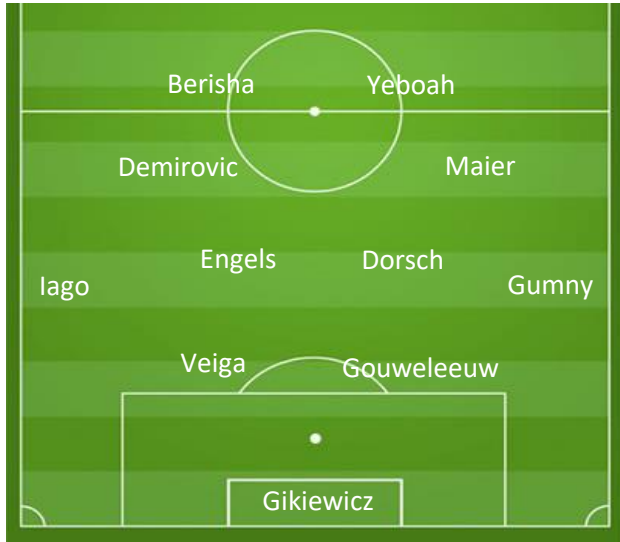 Berisha Yeboah
Demirovic Maier
Engels Dorsch
Iago Gumny
Veiga Gouweleeuw
Gikiewicz